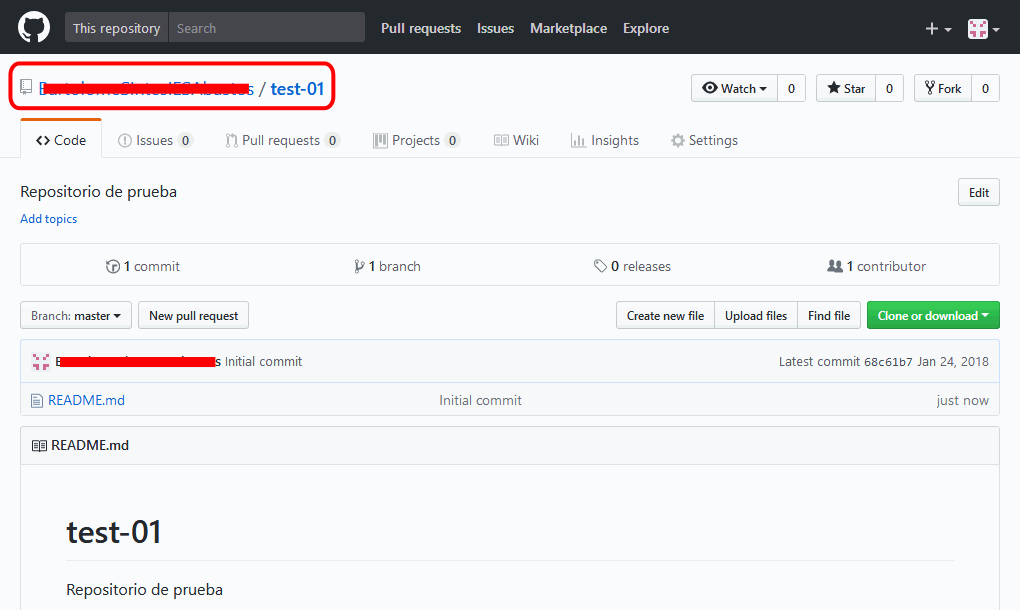 This repository Search Pull requests Issues Marketplace Explore
/ test-01 Watch 0 Star 0 Fork 0
Code Issues 0 Pull requests 0 Projects 0 Wiki Insights Settings
Repositorio de prueba Edit
Add topics
1 commit 1 branch 0 releases 1 contributor
Branch: master New pull request Create new file Upload files Find file Clone or download
Initial commit Latest commit 68c61b7 Jan 24, 2018
README.md Initial commit just now
README.md
test-01
Repositorio de prueba